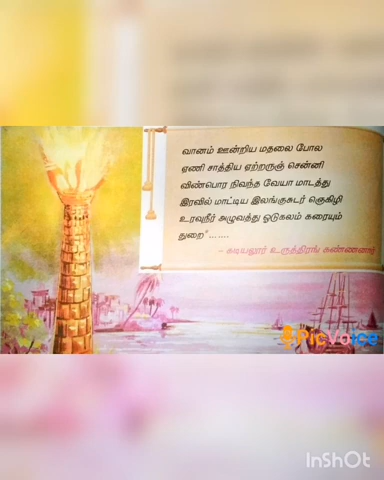 வானம் ஊன்றிய மதலை போல
ஏணி சாத்திய ஏற்றருஞ் சென்னி
விண்பொர நிவந்த வேயா மாடத்து
இரவில் மாட்டிய இலங்குசுடர் ஞெகிழி
உரவுநீர் அழுவத்து ஓடுகலம் கரையும்
துறை".......
– கடியலூர் உருத்திரங் கண்ணனார்
PicVoice
InShOt